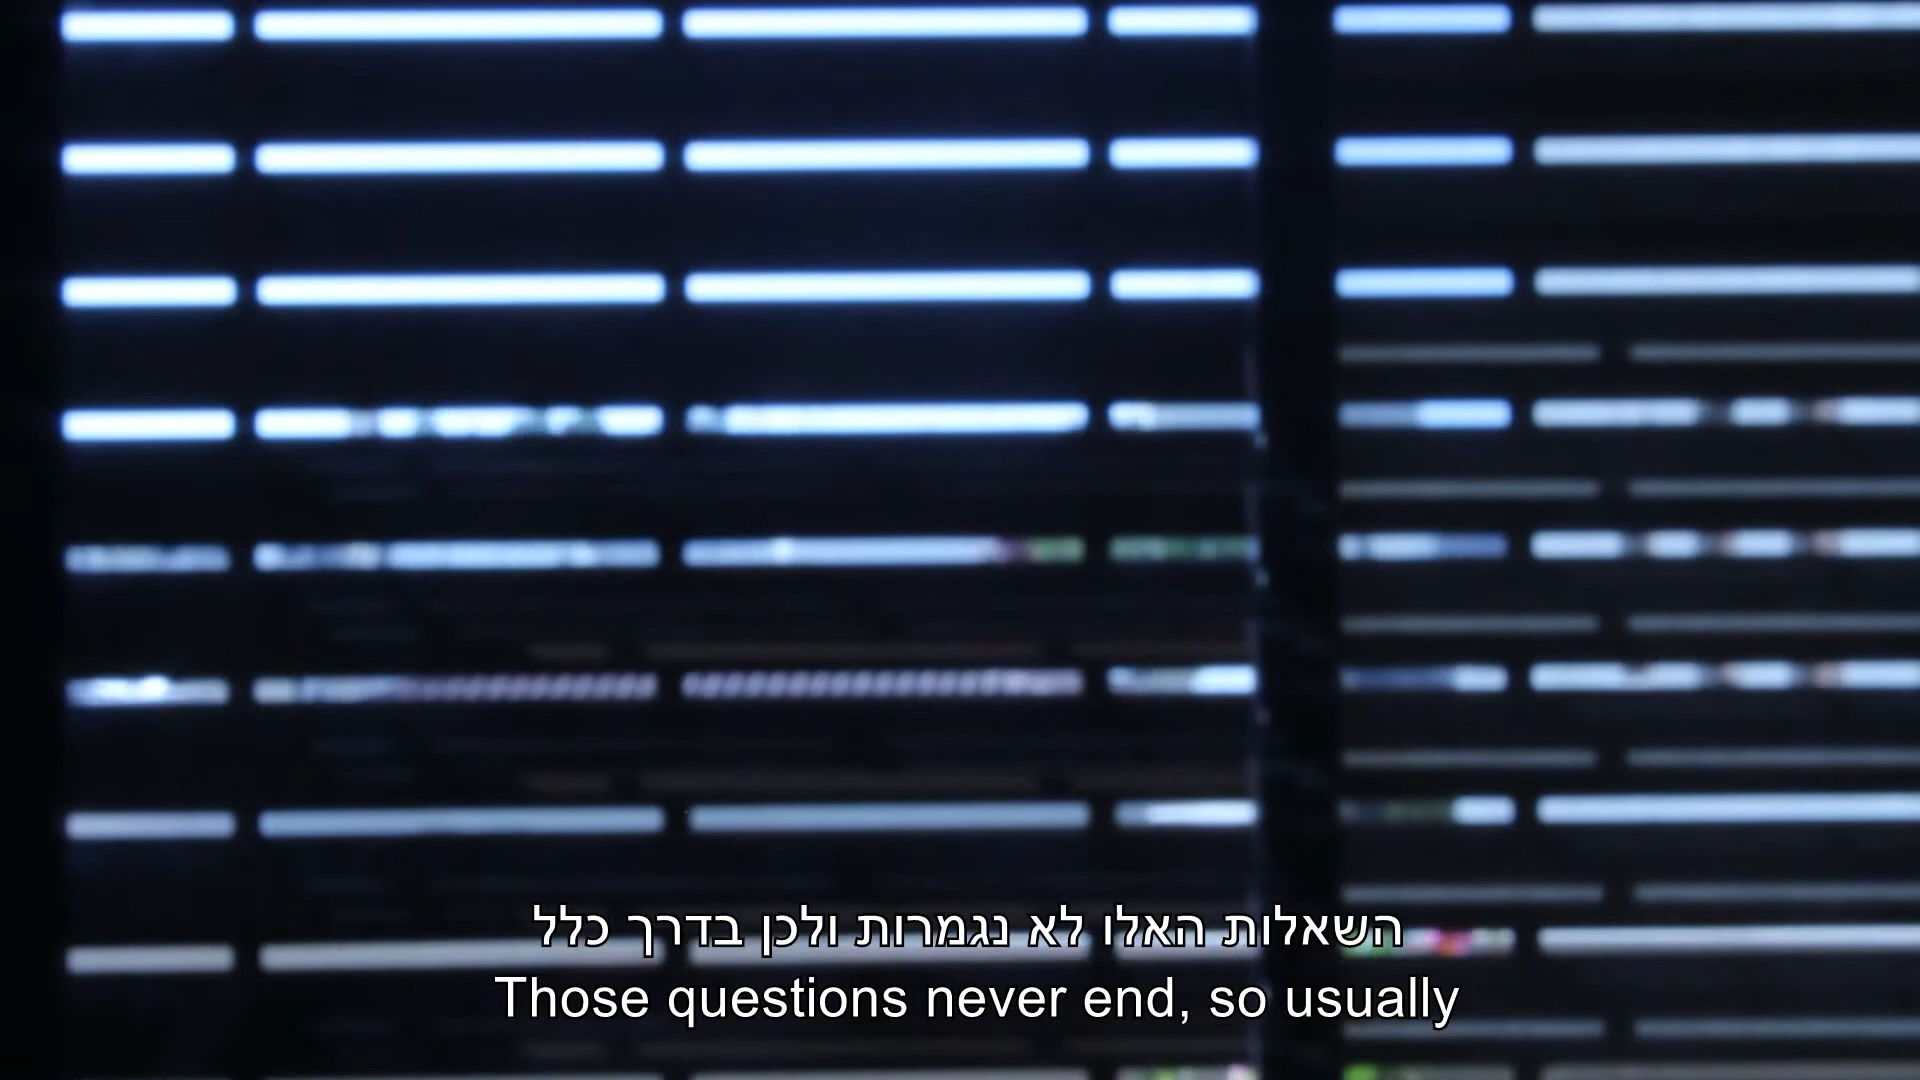 השאלות האלו לא נגמרות ולכן בדרך כלל
Those questions never end, so usually